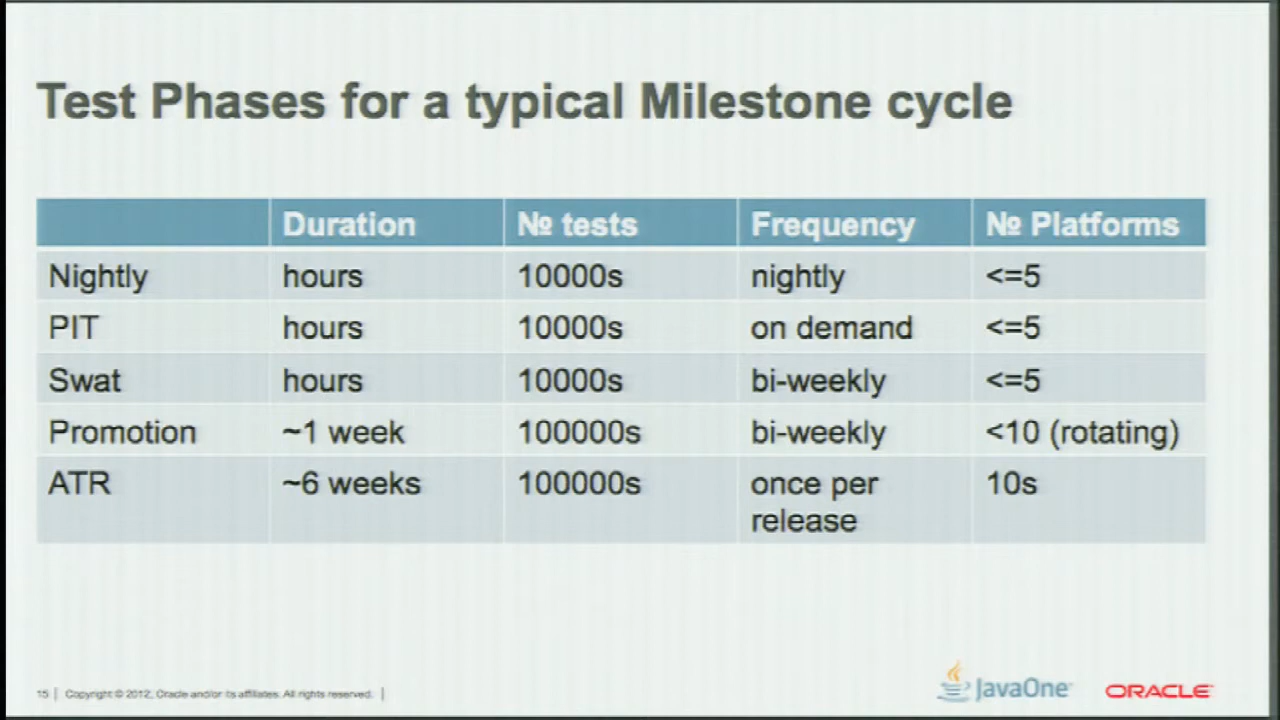 Test Phases for a typical Milestone cycle
Duration № tests Frequency № Platforms
Nightly hours 10000s nightly <=5
PIT hours 10000s on demand <=5
Swat hours 10000s bi-weekly <=5
Promotion ~1 week 100000s bi-weekly <10 (rotating)
ATR ~6 weeks 100000s once per
release 10s
15 | Copyright © 2012, Oracle and/or its affiliates. All rights reserved. |
JavaOne™ ORACLE®